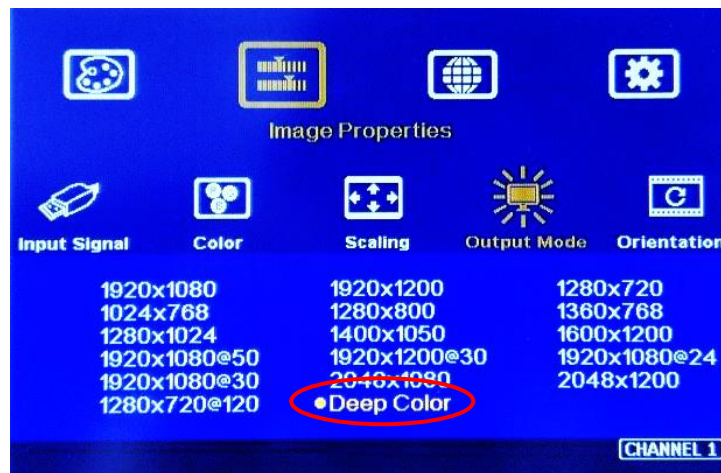 Image Properties
Input Signal Color Scaling Output Mode Orientation
1920x1080 1920x1200 1280x720
1024x768 1280x800 1360x768
1280x1024 1400x1050 1600x1200
1920x1080@50 1920x1200@30 1920x1080@24
1920x1080@30 2048x1080 2048x1200
1280x720@120 Deep Color
CHANNEL 1